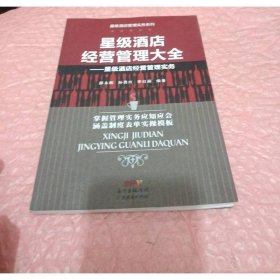 星级酒店管理实务系列
星级酒店
经营管理大全
——星级酒店经营管理实务
编著
掌握管理实务应知应会
涵盖制度表单实操模板
XINGJI JIUDIAN
JINGYING GUANLI DAQUAN